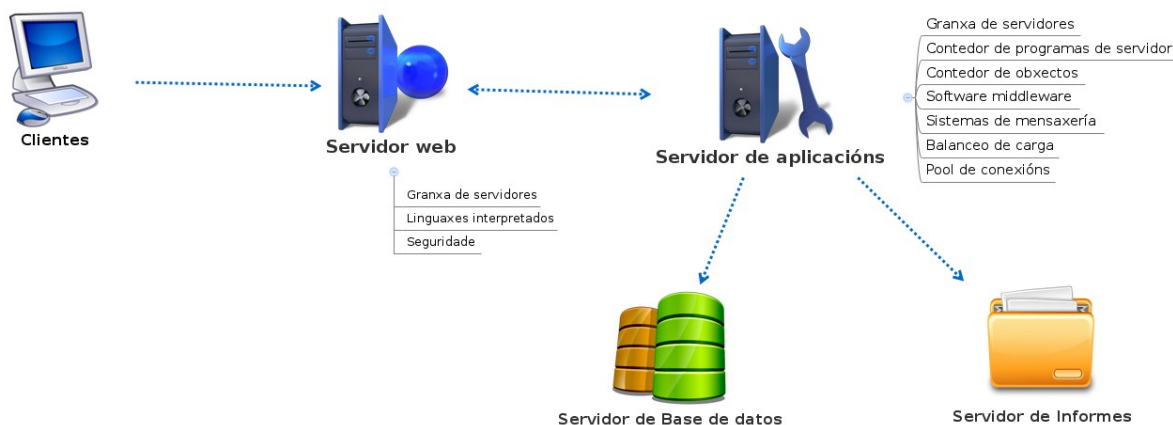 Clientes
Servidor web
Granxa de servidores
Linguaxes interpretados
Seguridade
Servidor de aplicacións
Granxa de servidores
Contedor de programas de servidor
Contedor de obxectos
Software middleware
Sistemas de mensaxería
Balanceo de carga
Pool de conexións
Servidor de Base de datos
Servidor de Informes